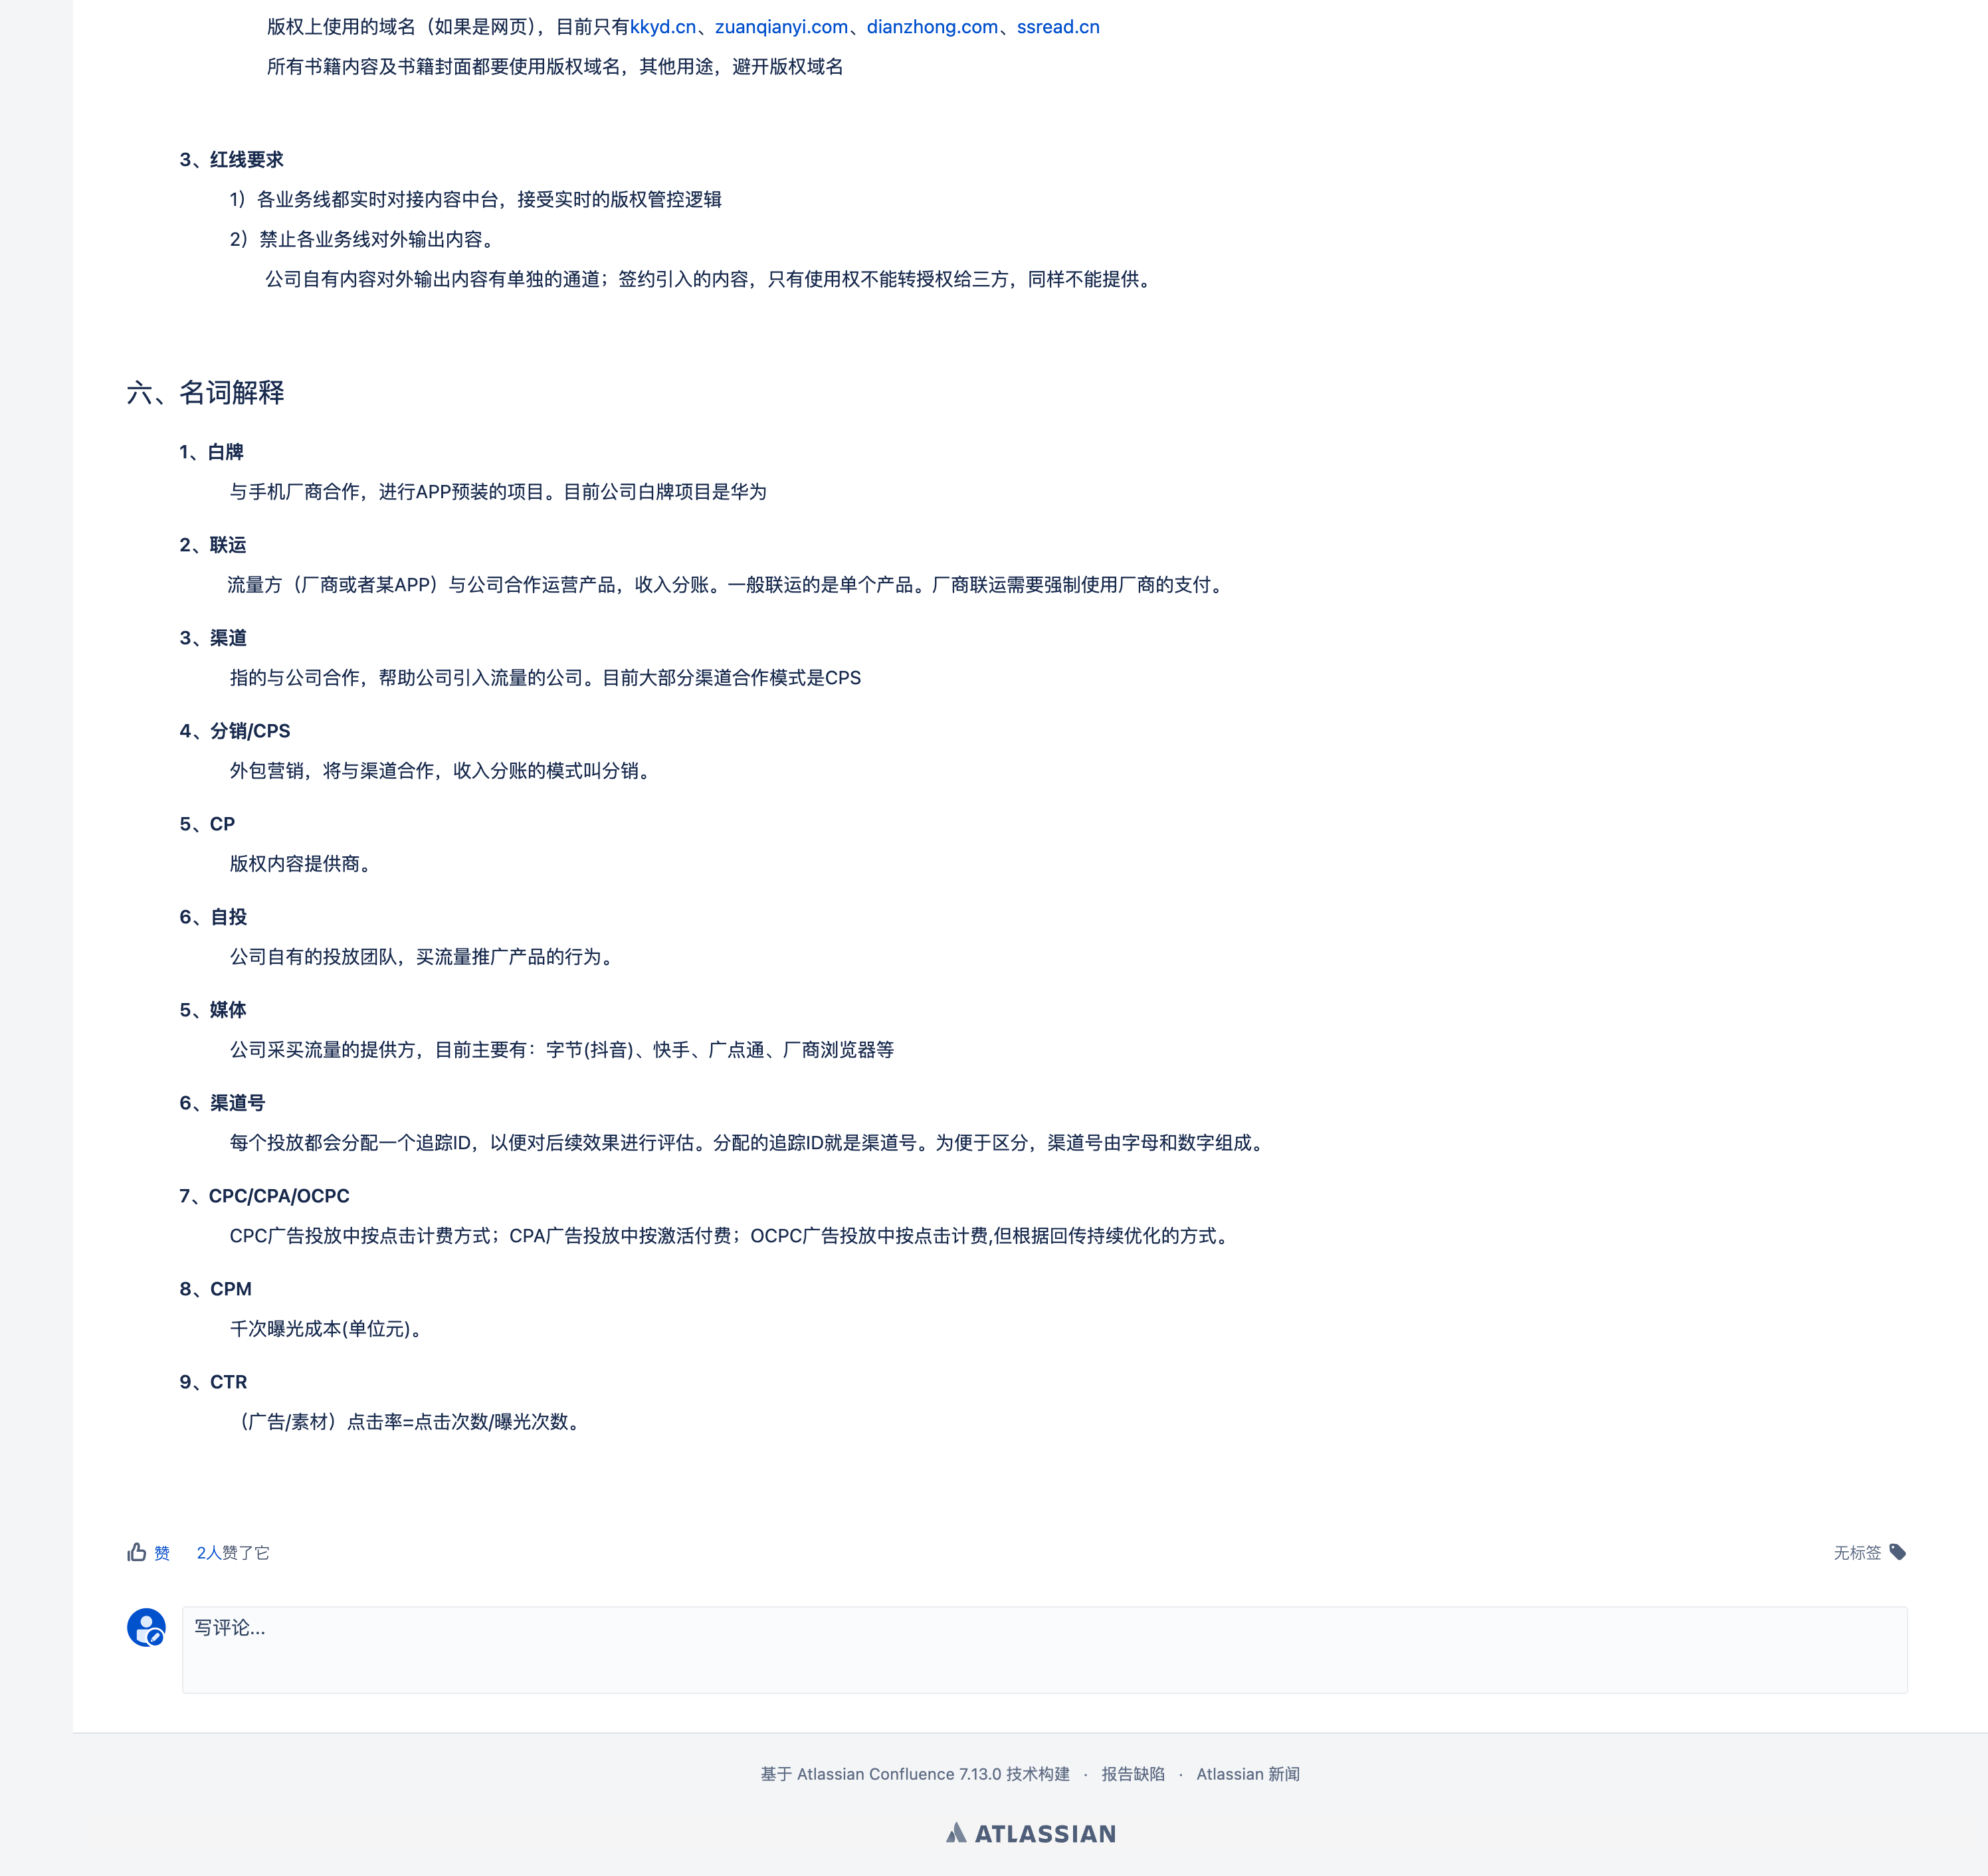 版权上使用的域名（如果是网页），目前只有kkyd.cn、zuanqianyi.com、dianzhong.com、ssread.cn
所有书籍内容及书籍封面都要使用版权域名，其他用途，避开版权域名
3、红线要求
1）各业务线都实时对接内容中台，接受实时的版权管控逻辑
2）禁止各业务线对外输出内容。
公司自有内容对外输出内容有单独的通道；签约引入的内容，只有使用权不能转授权给三方，同样不能提供。
六、名词解释
1、白牌
与手机厂商合作，进行APP预装的项目。目前公司白牌项目是华为
2、联运
流量方（厂商或者某APP）与公司合作运营产品，收入分账。一般联运的是单个产品。厂商联运需要强制使用厂商的支付。
3、渠道
指的与公司合作，帮助公司引入流量的公司。目前大部分渠道合作模式是CPS
4、分销/CPS
外包营销，将与渠道合作，收入分账的模式叫分销。
5、CP
版权内容提供商。
6、自投
公司自有的投放团队，买流量推广产品的行为。
5、媒体
公司采买流量的提供方，目前主要有：字节(抖音)、快手、广点通、厂商浏览器等
6、渠道号
每个投放都会分配一个追踪ID，以便对后续效果进行评估。分配的追踪ID就是渠道号。为便于区分，渠道号由字母和数字组成。
7、CPC/CPA/OCPC
CPC广告投放中按点击计费方式；CPA广告投放中按激活付费；OCPC广告投放中按点击计费,但根据回传持续优化的方式。
8、CPM
千次曝光成本(单位元)。
9、CTR
（广告/素材）点击率=点击次数/曝光次数。
赞 2人赞了它 无标签
写评论...
基于 Atlassian Confluence 7.13.0 技术构建 · 报告缺陷 · Atlassian 新闻
ATLASSIAN